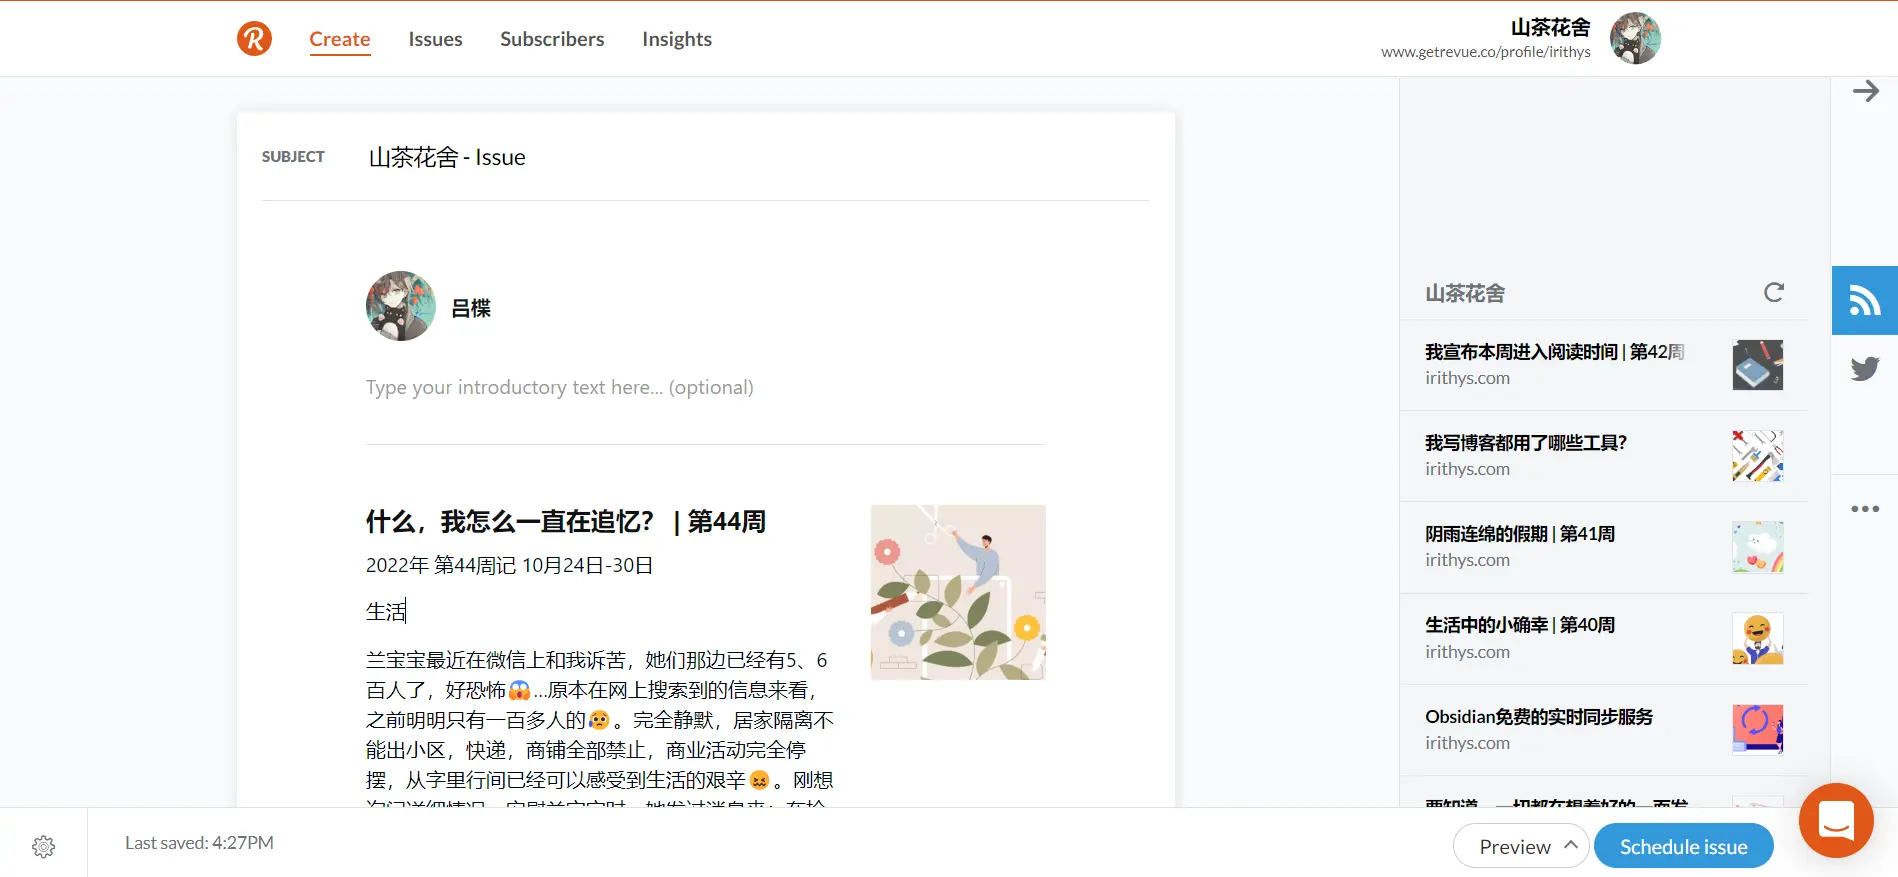 R
Create
Issues
Subscribers
Insights
山茶花舍
www.getrevue.co/profile/irithys
SUBJECT
山茶花舍 - Issue
吕楪
Type your introductory text here... (optional)
什么，我怎么一直在追忆？ | 第44周
2022年 第44周记 10月24日-30日
生活
兰宝宝最近在微信上和我诉苦，她们那边已经有5、6
百人了，好恐怖😱...原本在网上搜索到的信息来看，
之前明明只有一百多人的😥。完全静默，居家隔离不
能出小区，快递，商铺全部禁止，商业活动完全停
摆，从字里行间已经可以感受到生活的艰辛😖。刚想
山茶花舍
我宣布本周进入阅读时间 | 第42周
irithys.com
我写博客都用了哪些工具?
irithys.com
阴雨连绵的假期 | 第41周
irithys.com
生活中的小确幸 | 第40周
irithys.com
Obsidian免费的实时同步服务
irithys.com
Last saved: 4:27PM
Preview
Schedule issue